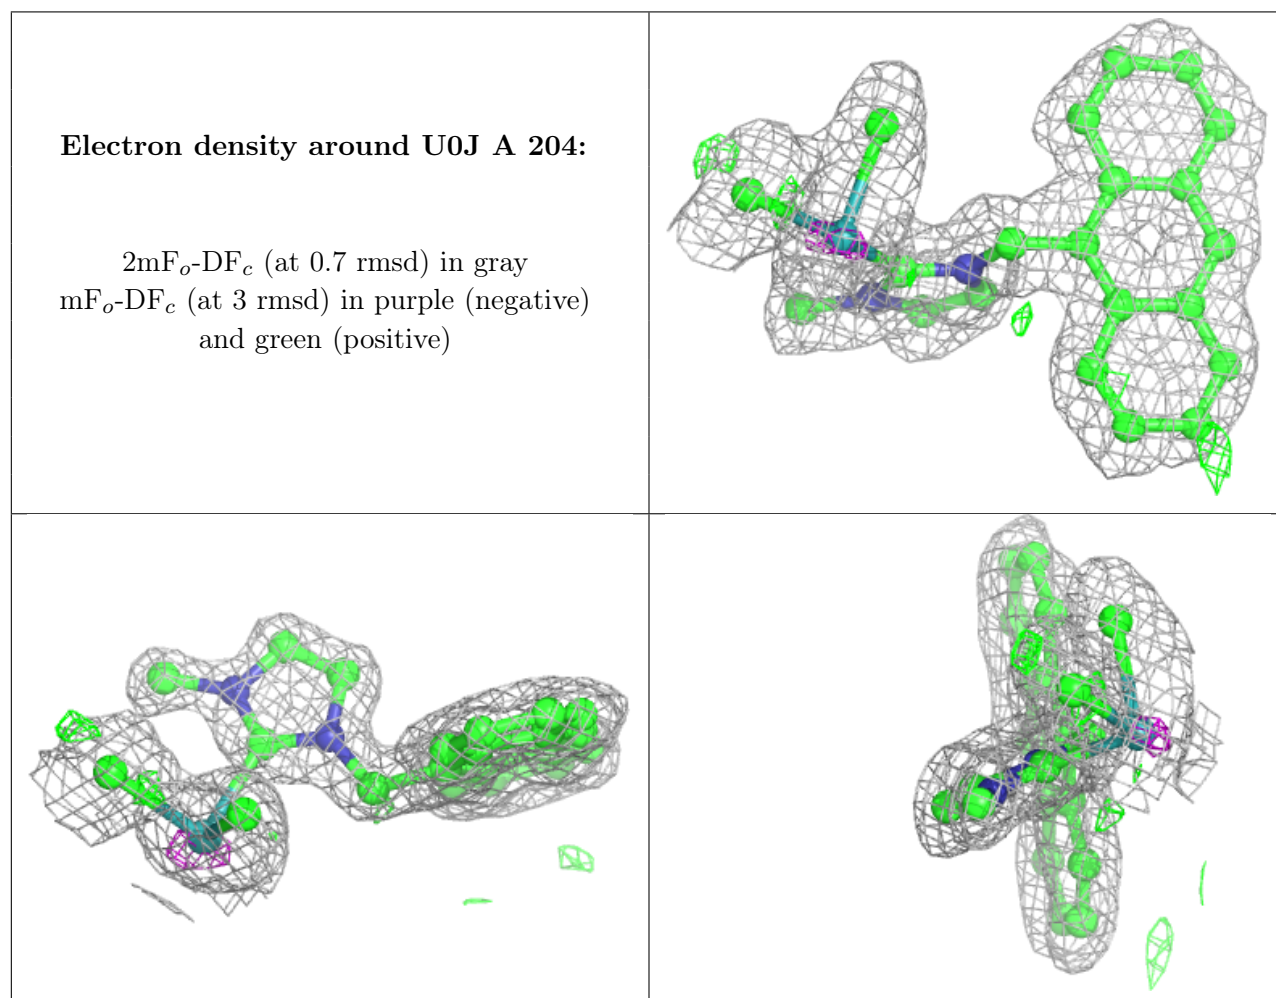 Electron density around U0J A 204:
2mFₒ-DF𝒸 (at 0.7 rmsd) in gray
mFₒ-DF𝒸 (at 3 rmsd) in purple (negative)
and green (positive)